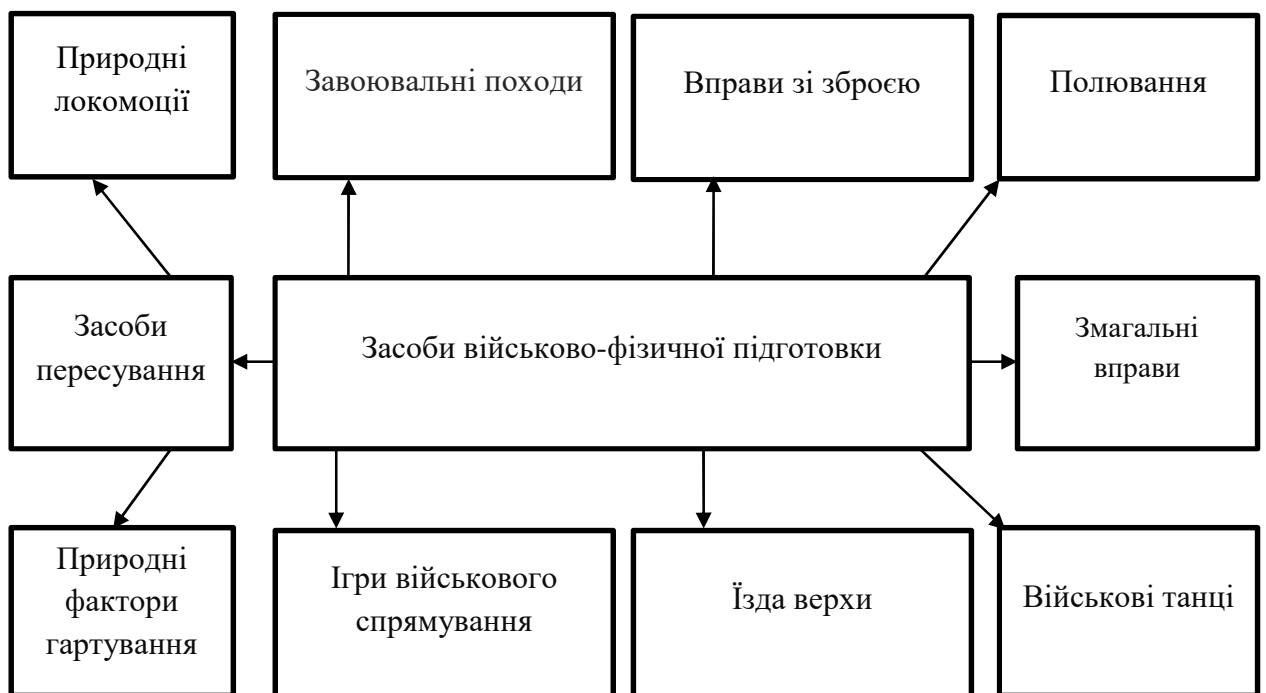 Природні
локомоції
Завоювальні походи
Вправи зі зброєю
Полювання
Засоби
пересування
Засоби військово-фізичної підготовки
Змагальні
вправи
Природні
фактори
гартування
Ігри військового
спрямування
Їзда верхи
Військові танці